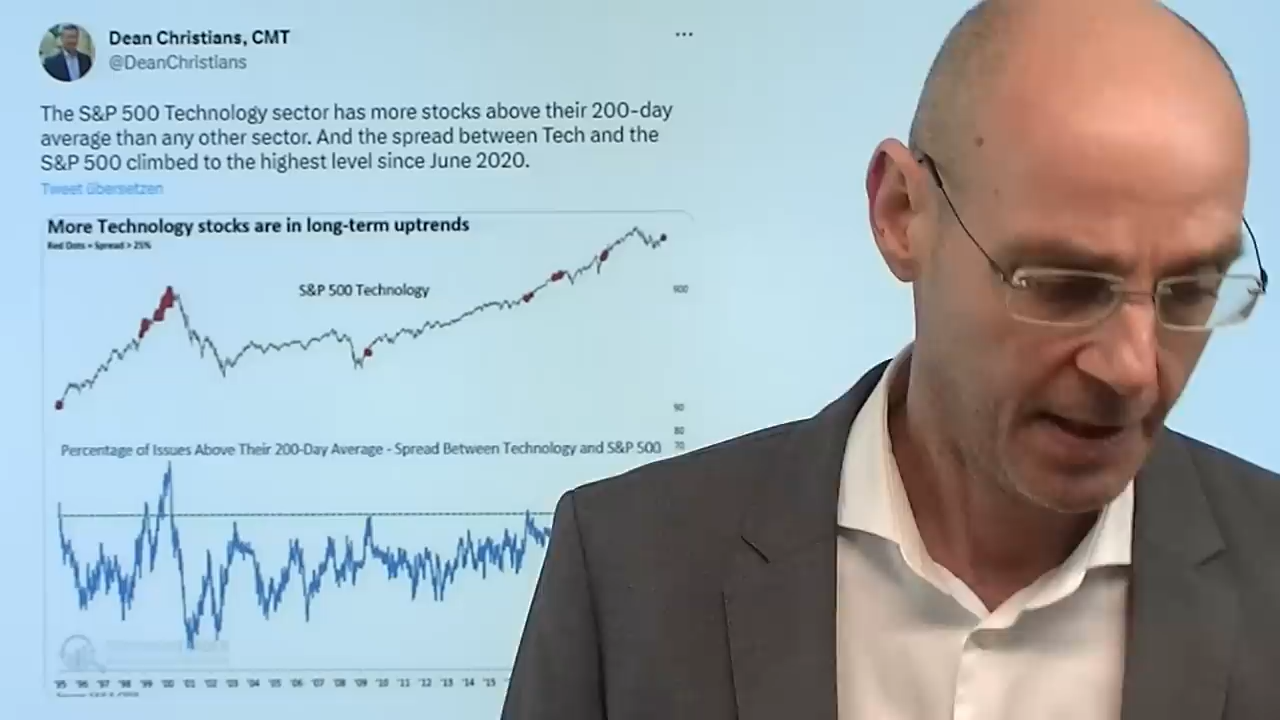 Dean Christians, CMT
@DeanChristians
The S&P 500 Technology sector has more stocks above their 200-day
average than any other sector. And the spread between Tech and the
S&P 500 climbed to the highest level since June 2020.
Tweet übersetzen
More Technology stocks are in long-term uptrends
Red Dots = Spread > 25%
S&P 500 Technology
90
80
70
Percentage of Issues Above Their 200-Day Average - Spread Between Technology and S&P 500
'95 '96 '97 '98 '99 '00 '01 '02 '03 '04 '05 '06 '07 '08 '09 '10 '11 '12 '13 '14 '15